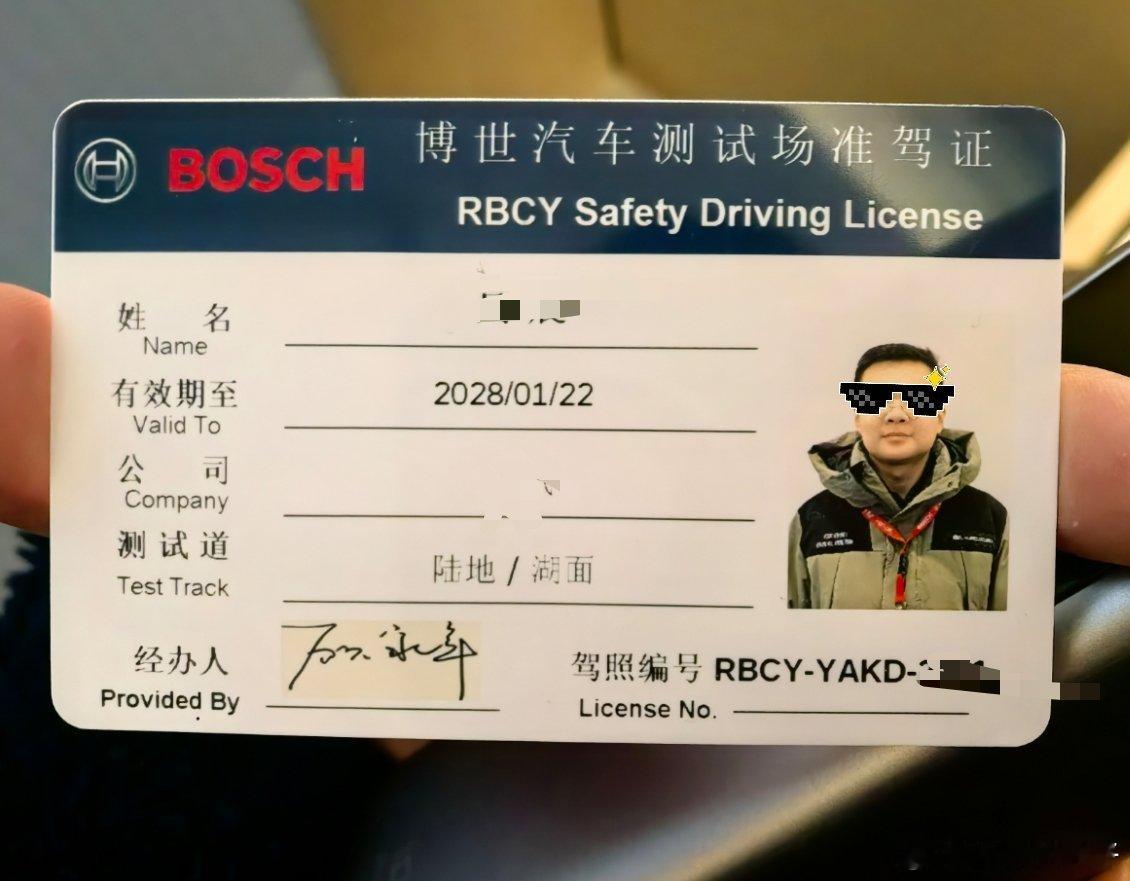 BOSCH
博世汽车测试场准驾证
RBCY Safety Driving License
姓 名
Name
有效期至 2028/01/22
Valid To
公 司
Company
测试道 陆地 / 湖面
Test Track
经办人
Provided By
驾照编号 RBCY-YAKD-
License No.